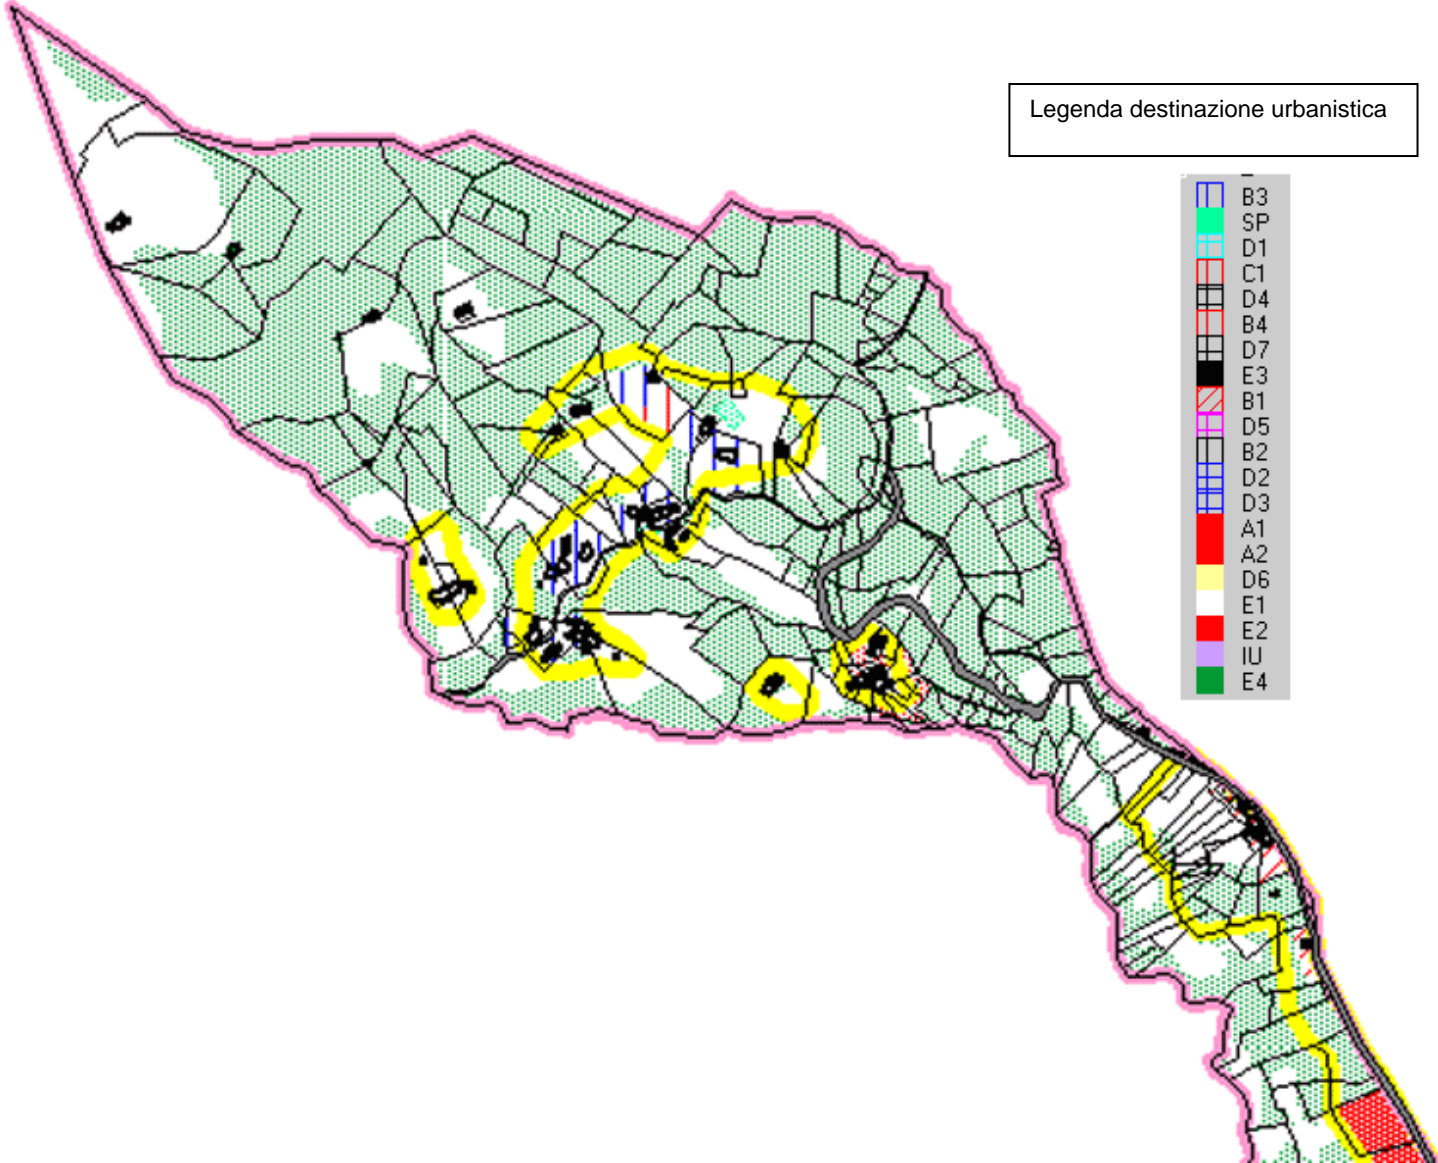 Legenda destinazione urbanistica
B3
SP
D1
C1
D4
B4
D7
E3
B1
D5
B2
D2
D3
A1
A2
D6
E1
E2
IU
E4